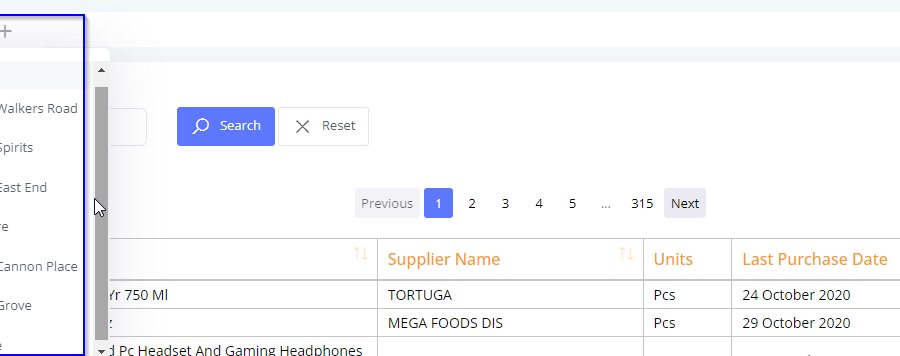 Walkers Road
Spirits
East End
re
Cannon Place
Grove
Search
Reset
Previous 1 2 3 4 5 ... 315 Next
Supplier Name Units Last Purchase Date
Yr 750 Ml TORTUGA Pcs 24 October 2020
z MEGA FOODS DIS Pcs 29 October 2020
d Pc Headset And Gaming Headphones